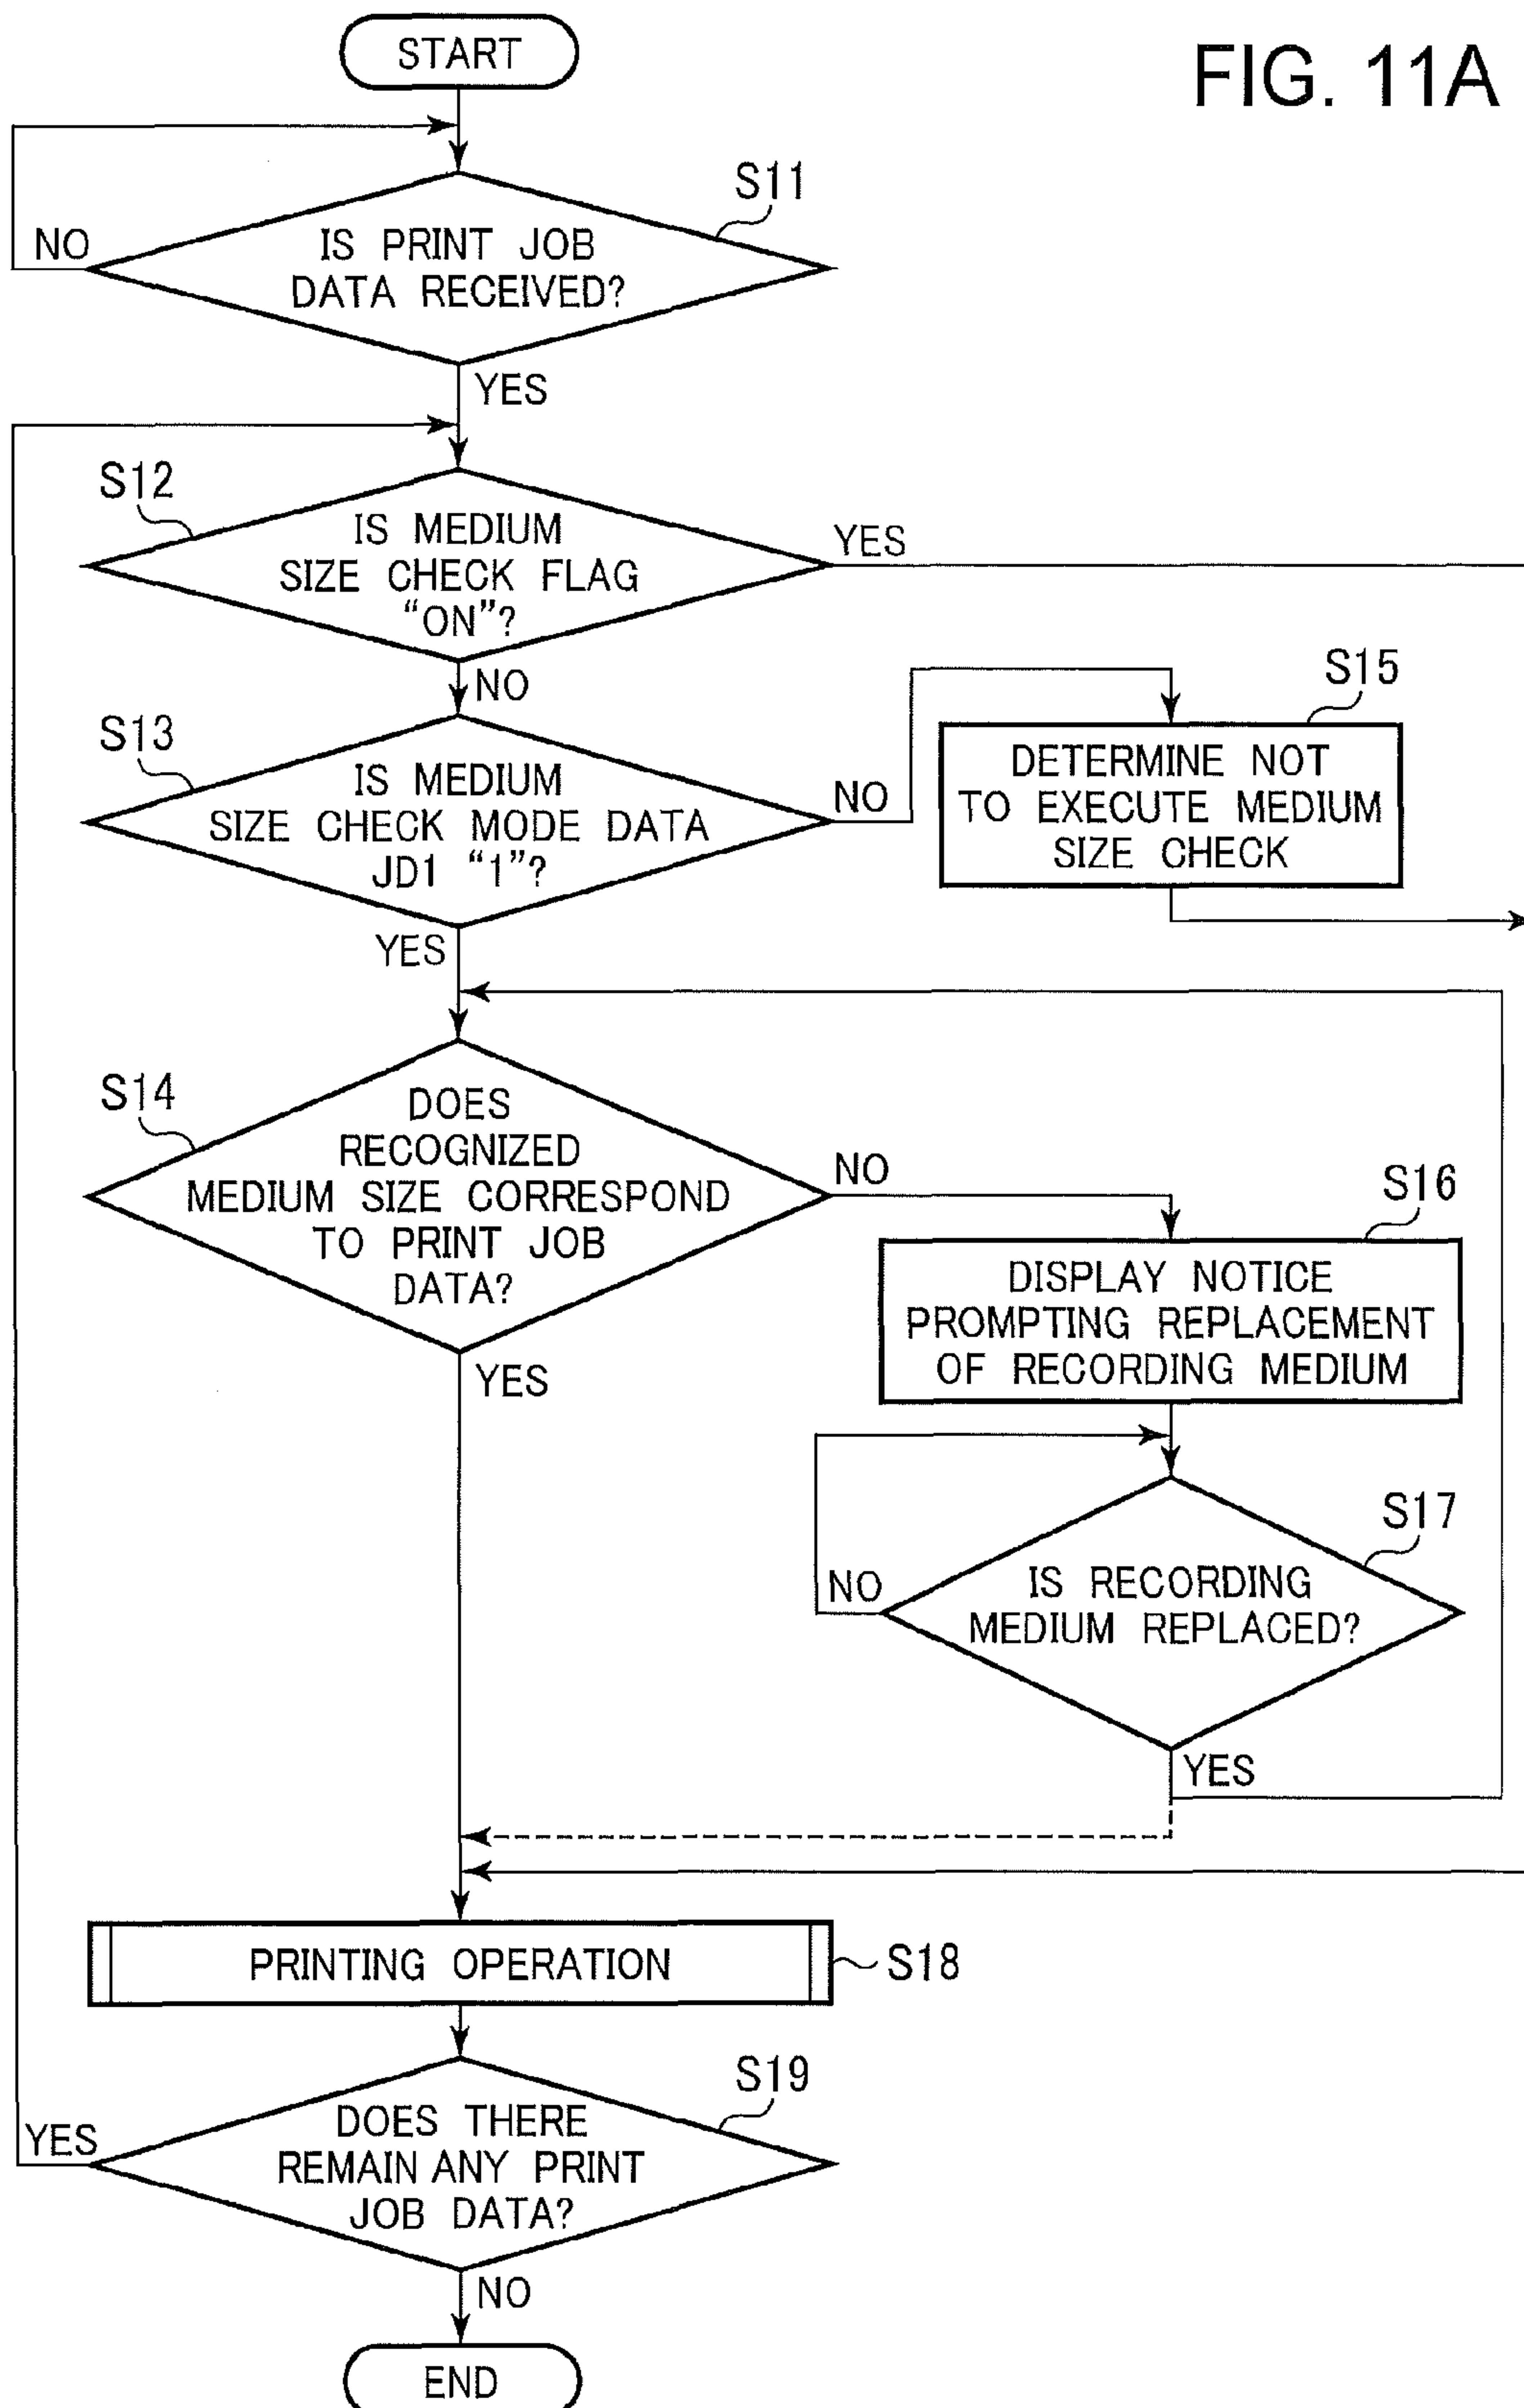 FIG. 11A
START
S11
IS PRINT JOB
DATA RECEIVED?
NO
YES
S12
IS MEDIUM
SIZE CHECK FLAG
“ON”?
YES
NO
S13
IS MEDIUM
SIZE CHECK MODE DATA
JD1 “1”?
NO
YES
S15
DETERMINE NOT
TO EXECUTE MEDIUM
SIZE CHECK
S14
DOES
RECOGNIZED
MEDIUM SIZE CORRESPOND
TO PRINT JOB
DATA?
NO
YES
S16
DISPLAY NOTICE
PROMPTING REPLACEMENT
OF RECORDING MEDIUM
S17
IS RECORDING
MEDIUM REPLACED?
NO
YES
PRINTING OPERATION
S18
S19
DOES THERE
REMAIN ANY PRINT
JOB DATA?
YES
NO
END